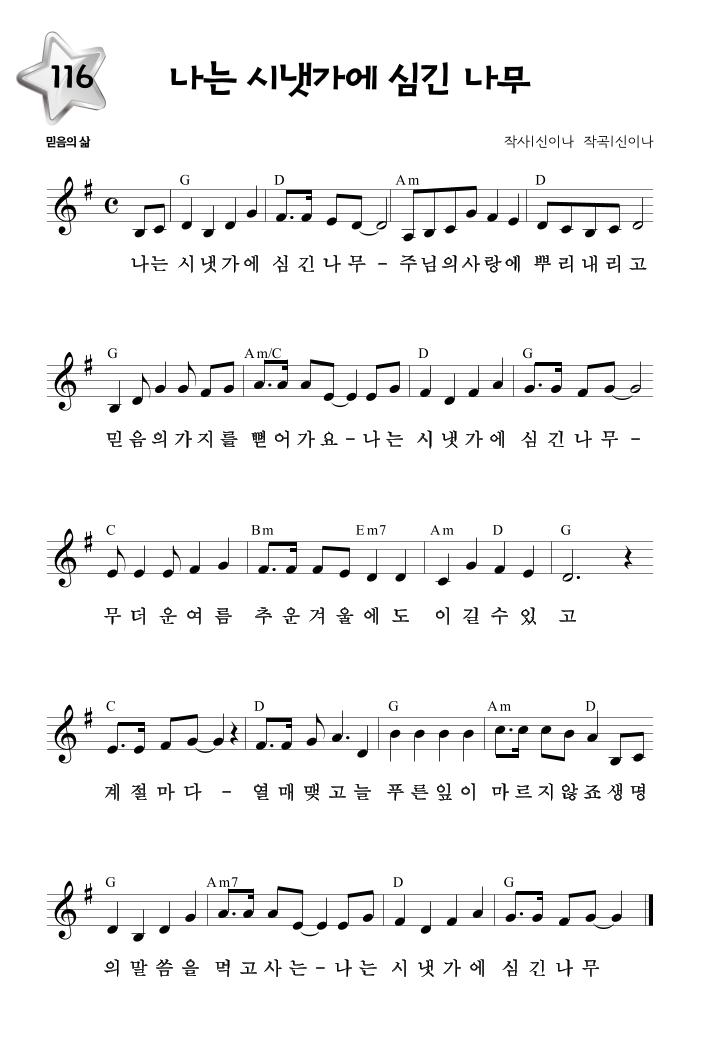 116
나는 시냇가에 심긴 나무
믿음의 삶
작사|신이나 작곡|신이나
G D Am D
나는 시냇가에 심긴나무 - 주님의사랑에 뿌리내리고
G Am/C D G
믿음의가지를 뻗어가요-나는 시냇가에 심긴나무-
C Bm Em7 Am D G
무더운여름 추운겨울에도 이길수있고
C D G Am D
계절마다 - 열매맺고늘 푸른잎이 마르지않죠생명
G Am7 D G
의말씀을 먹고사는-나는 시냇가에 심긴나무